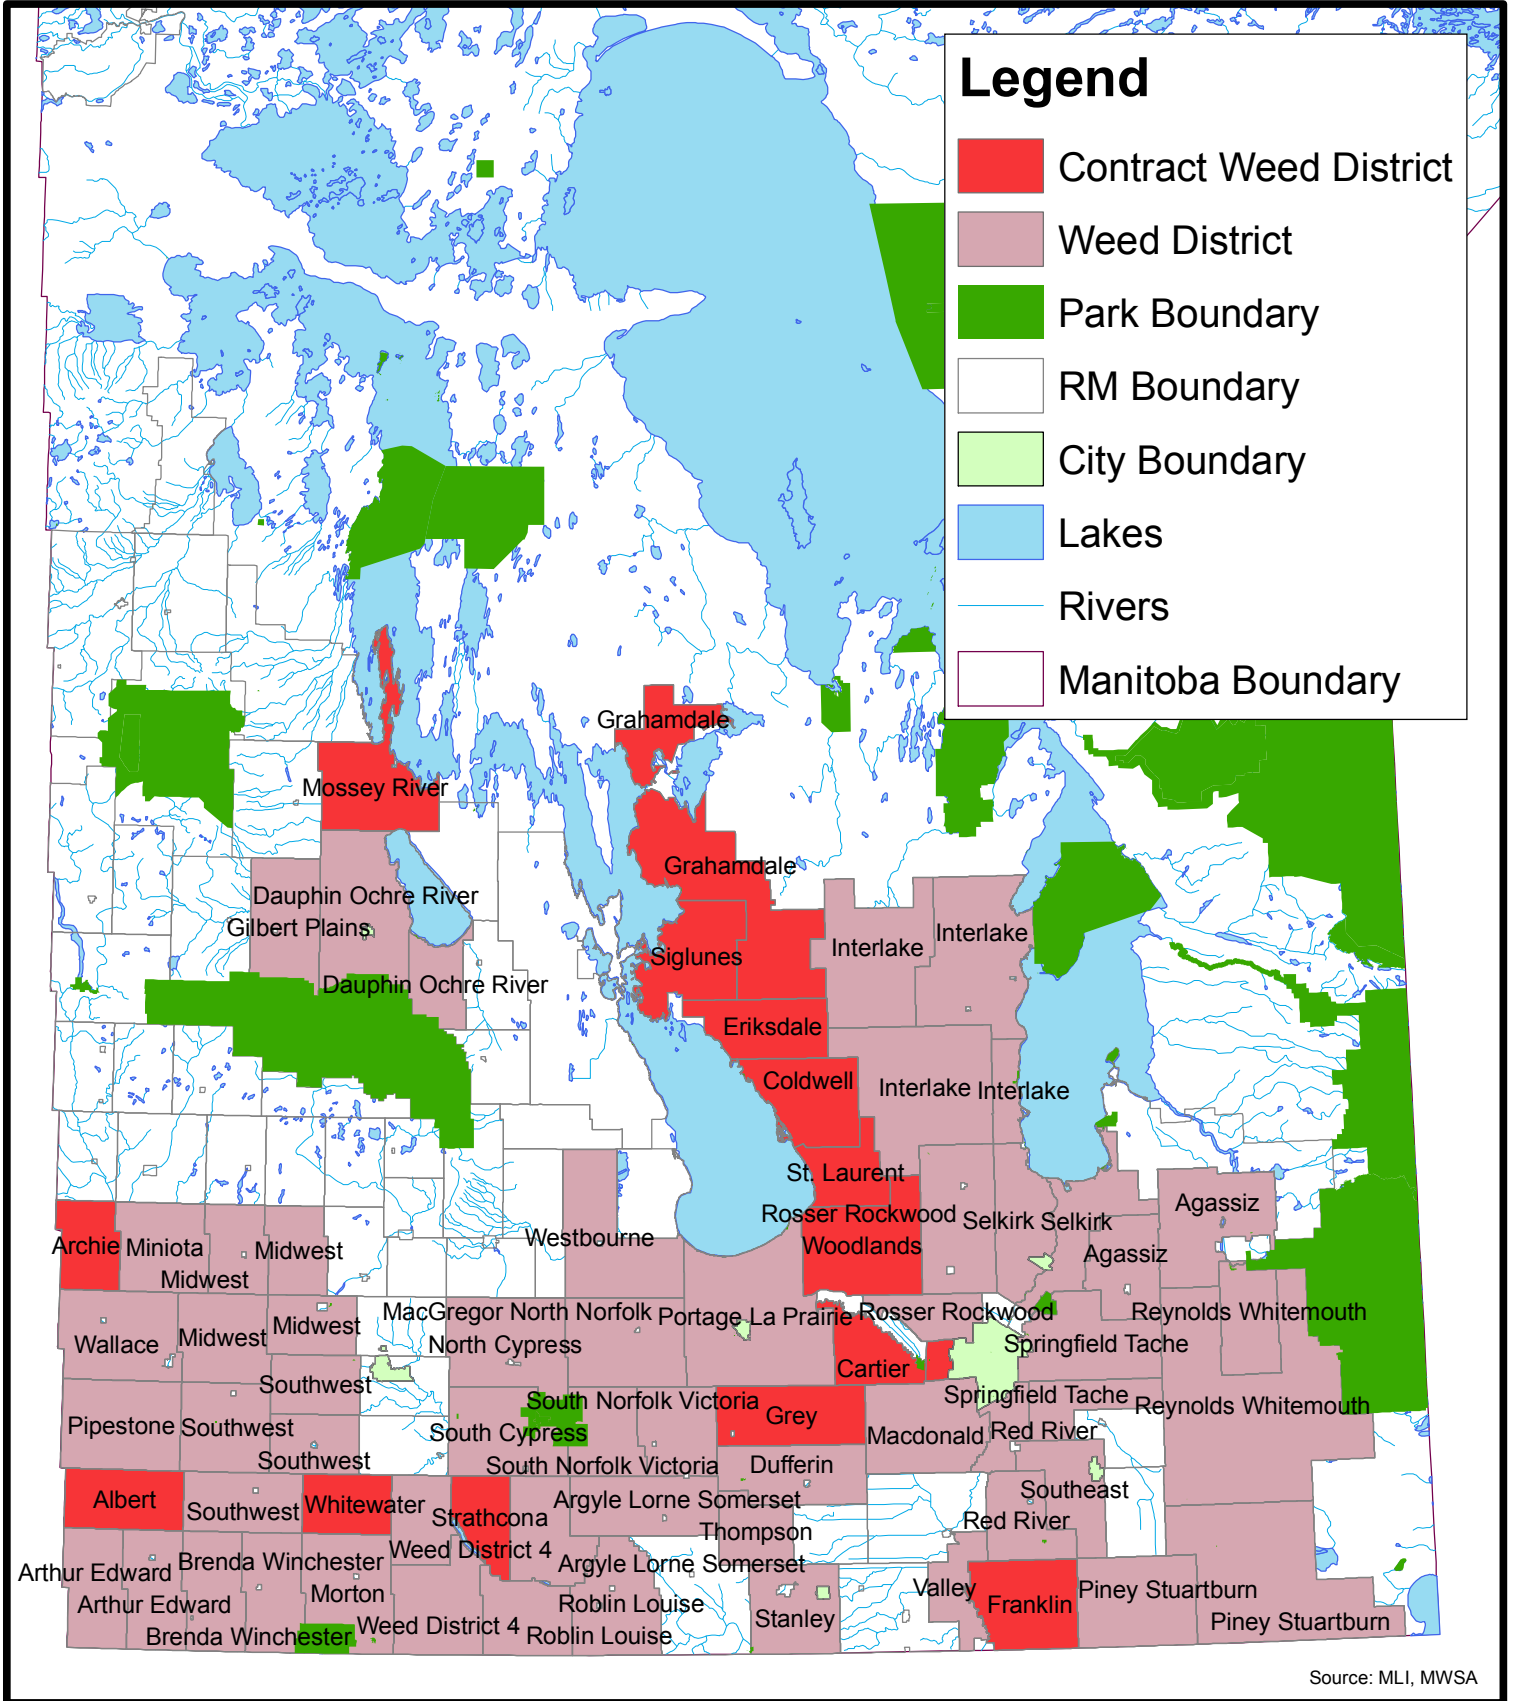 Legend
Contract Weed District
Weed District
Park Boundary
RM Boundary
City Boundary
Lakes
Rivers
Manitoba Boundary
Grahamdale
Mossey River
Grahamdale
Dauphin Ochre River
Gilbert Plains
Interlake
Interlake
Siglunes
Dauphin Ochre River
Eriksdale
Coldwell
Interlake
Interlake
St. Laurent
Agassiz
Rosser Rockwood
Selkirk
Selkirk
Westbourne
Woodlands
Agassiz
Archie
Miniota
Midwest
Midwest
MacGregor North Norfolk
Portage La Prairie
Rosser Rockwood
Reynolds Whitemouth
Wallace
Midwest
Midwest
North Cypress
Springfield Tache
Cartier
Southwest
South Norfolk Victoria
Springfield Tache
Reynolds Whitemouth
Pipestone
Southwest
South Cypress
Grey
Macdonald
Red River
Southwest
South Norfolk Victoria
Dufferin
Southeast
Albert
Southwest
Whitewater
Strathcona
Argyle Lorne Somerset
Thompson
Red River
Weed District 4
Argyle Lorne Somerset
Arthur Edward
Brenda Winchester
Morton
Valley
Piney Stuartburn
Arthur Edward
Roblin Louise
Franklin
Stanley
Piney Stuartburn
Brenda Winchester
Weed District 4
Roblin Louise
Source: MLI, MWSA